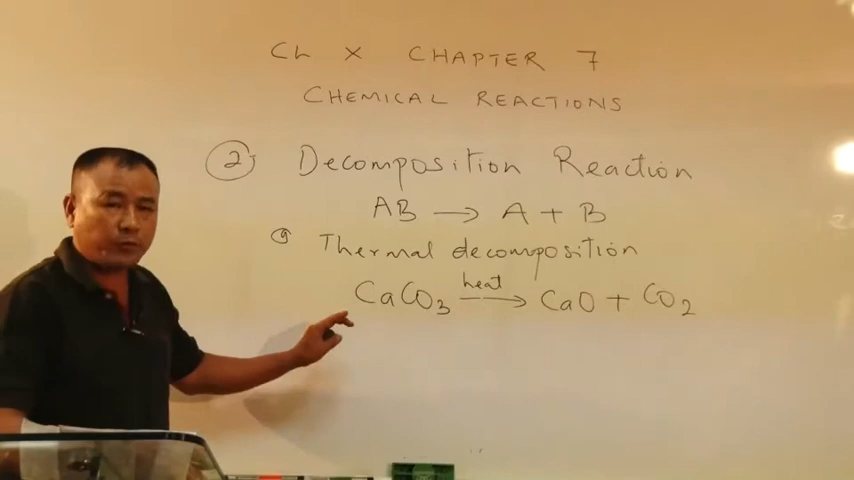 CL X CHAPTER 7
CHEMICAL REACTIONS
2) Decomposition Reaction
AB → A + B
a) Thermal decomposition
CaCO3 heat → CaO + CO2